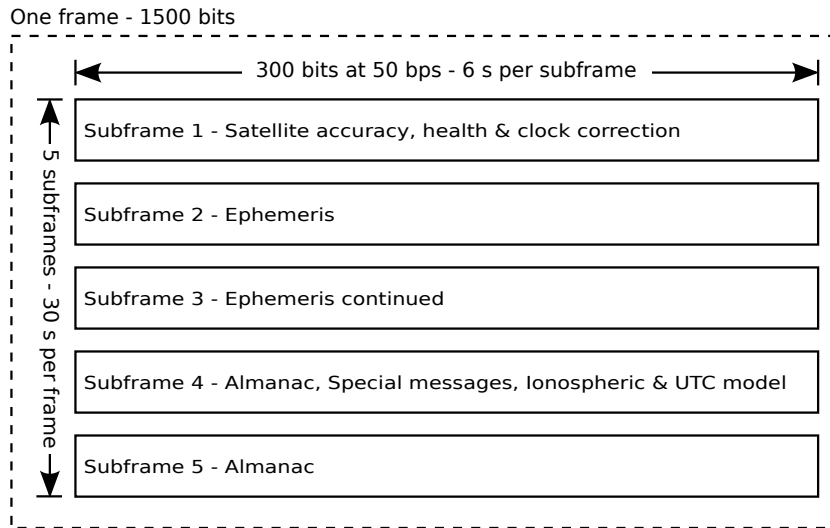 One frame - 1500 bits
300 bits at 50 bps - 6 s per subframe
5 subframes - 30 s per frame
Subframe 1 - Satellite accuracy, health & clock correction
Subframe 2 - Ephemeris
Subframe 3 - Ephemeris continued
Subframe 4 - Almanac, Special messages, Ionospheric & UTC model
Subframe 5 - Almanac